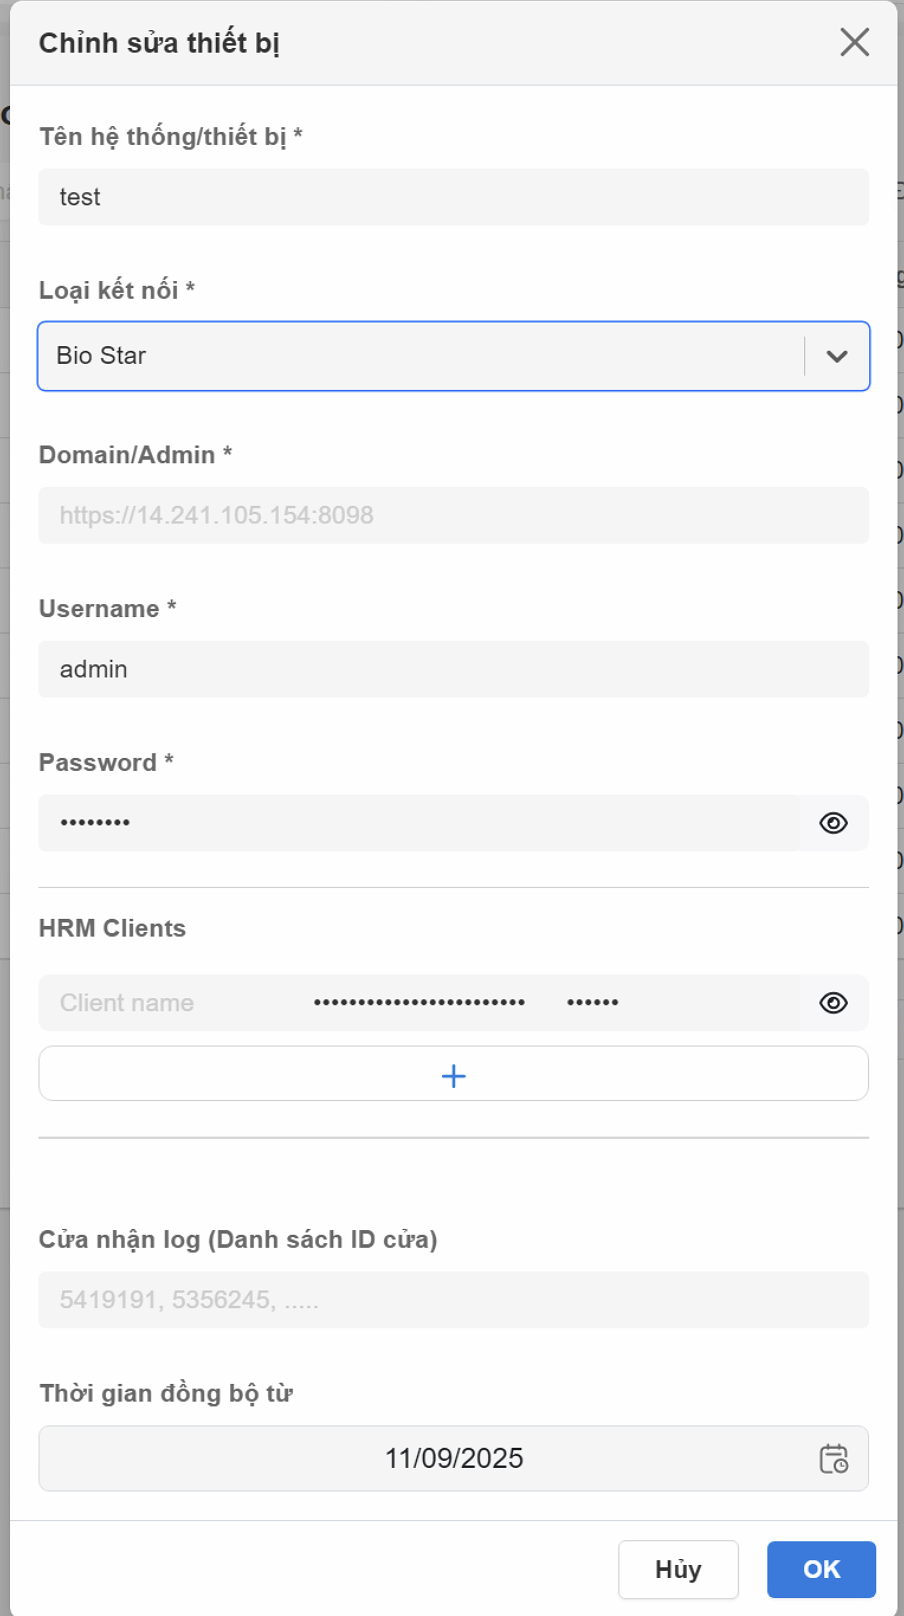 Chỉnh sửa thiết bị
Tên hệ thống/thiết bị *
test
Loại kết nối *
Bio Star
Domain/Admin *
https://14.241.105.154:8098
Username *
admin
Password *
••••••••
HRM Clients
Client name •••••••••••••••••••••••• ••••••
Cửa nhận log (Danh sách ID cửa)
5419191, 5356245, .....
Thời gian đồng bộ từ
11/09/2025
Hủy OK